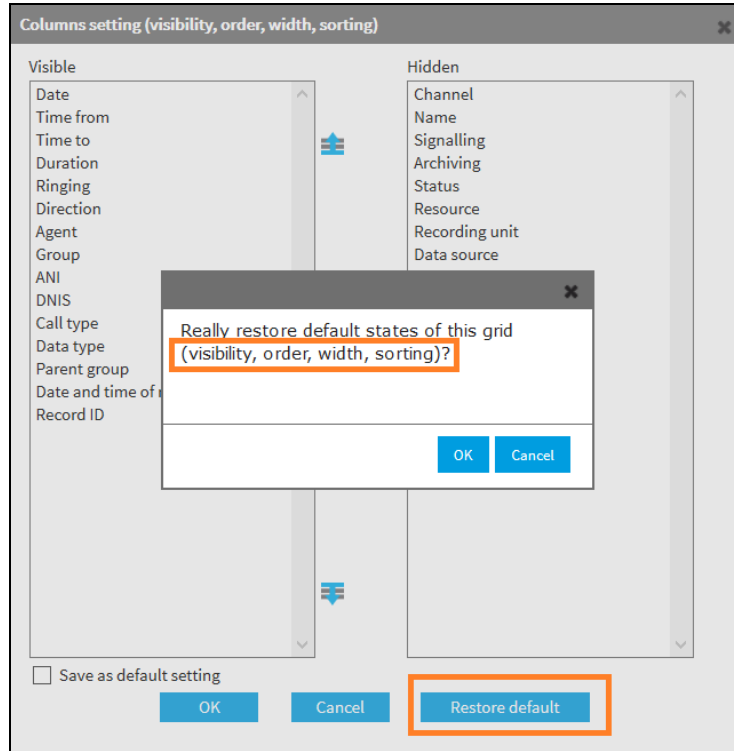 Columns setting (visibility, order, width, sorting)
Visible
Date
Time from
Time to
Duration
Ringing
Direction
Agent
Group
ANI
DNIS
Call type
Data type
Parent group
Date and time of
Record ID
Hidden
Channel
Name
Signalling
Archiving
Status
Resource
Recording unit
Data source
Really restore default states of this grid
(visibility, order, width, sorting)?
OK
Cancel
Save as default setting
OK
Cancel
Restore default